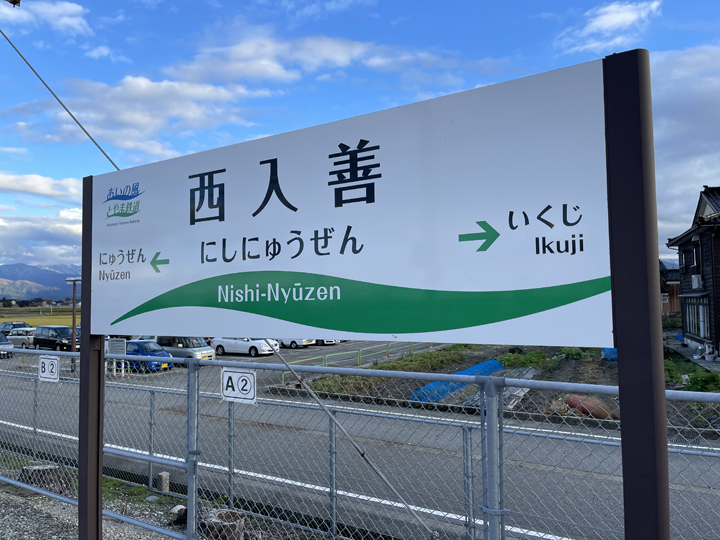 あいの風
とやま鉄道
西入善
にしにゅうぜん
Nishi-Nyūzen
にゅうぜん
Nyūzen
いくじ
Ikuji
B②
A②